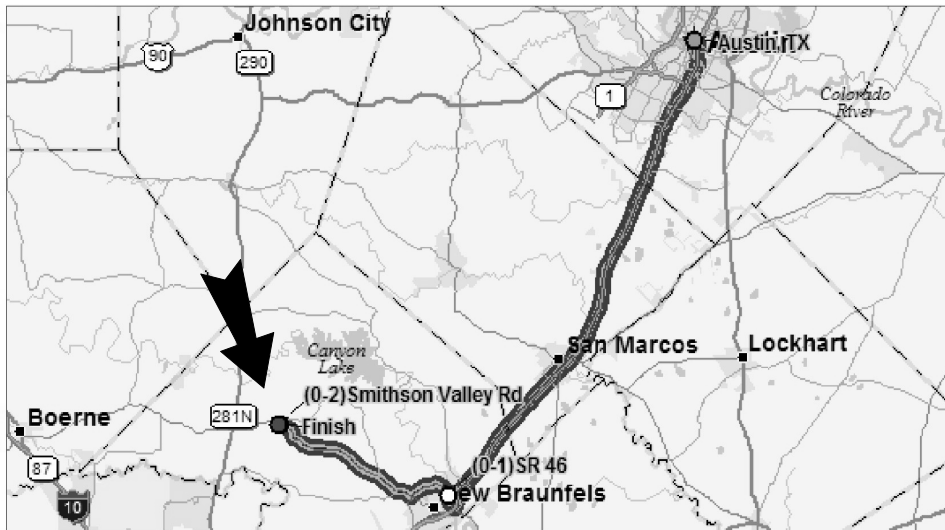 Johnson City
90
290
Austin, TX
1
Colorado
River
San Marcos
Lockhart
Canyon
Lake
(0-2)Smithson Valley Rd
281N
Finish
Boerne
87
10
(0-1)SR 46
ew Braunfels